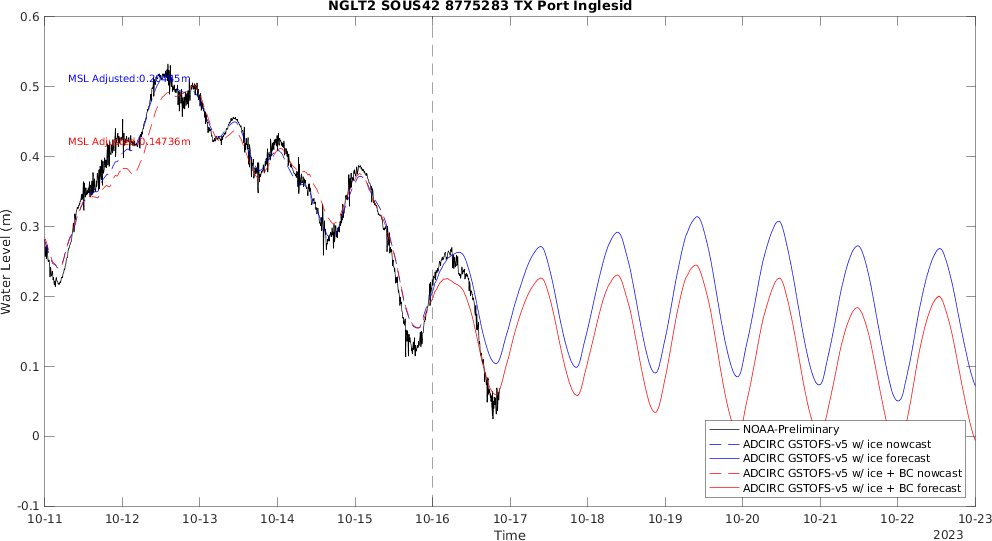 NGLT2 SOUS42 8775283 TX Port Inglesid
0.6
0.5
0.4
0.3
0.2
0.1
0
-0.1
Water Level (m)
MSL
MSL 0.14736m
10-11
10-12
10-13
10-14
10-15
10-16
10-17
10-18
10-19
10-20
10-21
10-22
10-23
Time
2023
NOAA-Preliminary
ADCIRC GSTOFS-v5 w/ ice nowcast
ADCIRC GSTOFS-v5 w/ ice forecast
ADCIRC GSTOFS-v5 w/ ice + BC nowcast
ADCIRC GSTOFS-v5 w/ ice + BC forecast